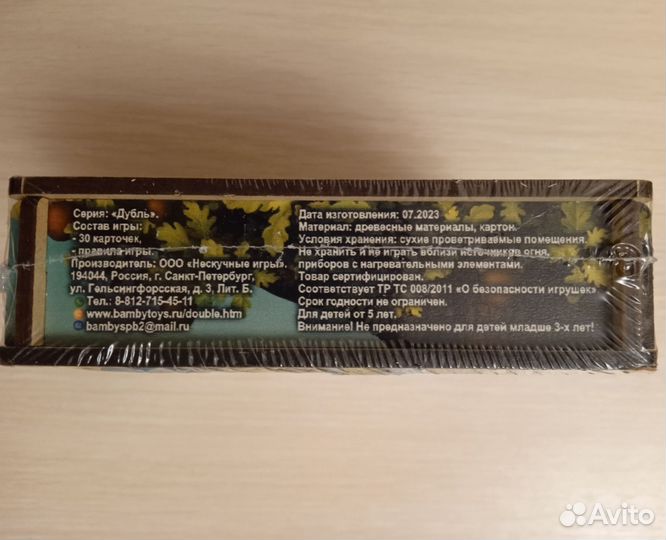 Серия: «Дубль».
Состав игры:
- 30 карточек,
- правила игры.
Производитель: ООО «Нескучные игры».
194044, Россия, г. Санкт-Петербург,
ул. Гельсингфорсская, д. 3, Лит. Б.
Тел.: 8-812-715-45-11
www.bambytoys.ru/double.htm
bambyspb2@mail.ru
Дата изготовления: 07.2023
Материал: древесные материалы, картон.
Условия хранения: сухие проветриваемые помещения.
Не хранить и не играть вблизи источников огня,
приборов с нагревательными элементами.
Товар сертифицирован.
Соответствует ТР ТС 008/2011 «О безопасности игрушек»
Срок годности не ограничен.
Для детей от 5 лет.
Внимание! Не предназначено для детей младше 3-х лет!
Avito